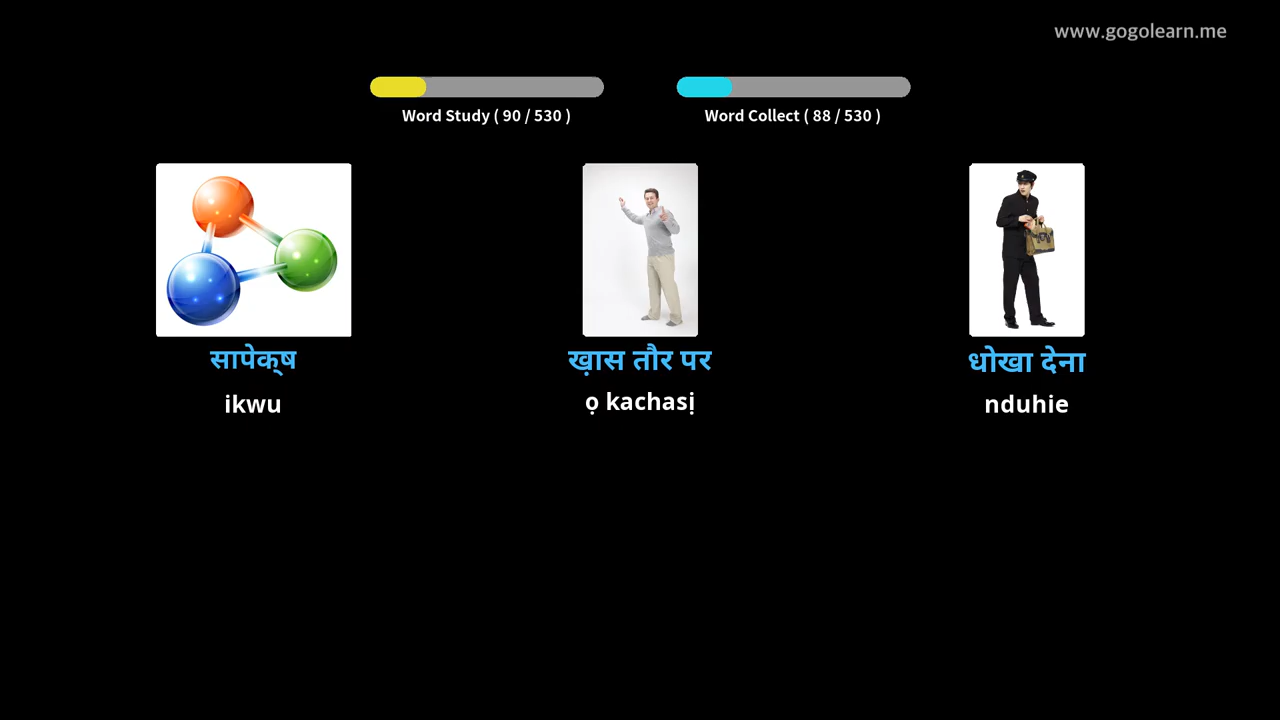 www.gogolearn.me
Word Study ( 90 / 530 )
Word Collect ( 88 / 530 )
सापेक्ष
ikwu
ख़ास तौर पर
ọ kachasị
धोखा देना
nduhie